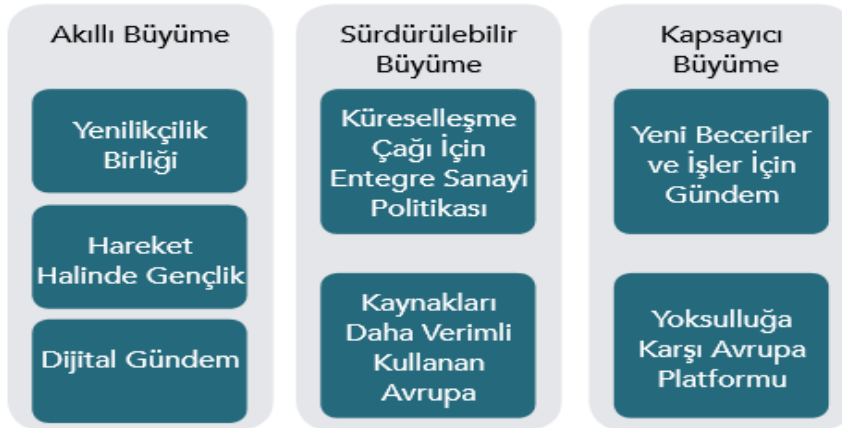 Akıllı Büyüme
Yenilikçilik
Birliği
Hareket
Halinde Gençlik
Dijital Gündem
Sürdürülebilir
Büyüme
Küreselleşme
Çağı İçin
Entegre Sanayi
Politikası
Kaynakları
Daha Verimli
Kullanan
Avrupa
Kapsayıcı
Büyüme
Yeni Beceriler
ve İşler İçin
Gündem
Yoksulluğa
Karşı Avrupa
Platformu